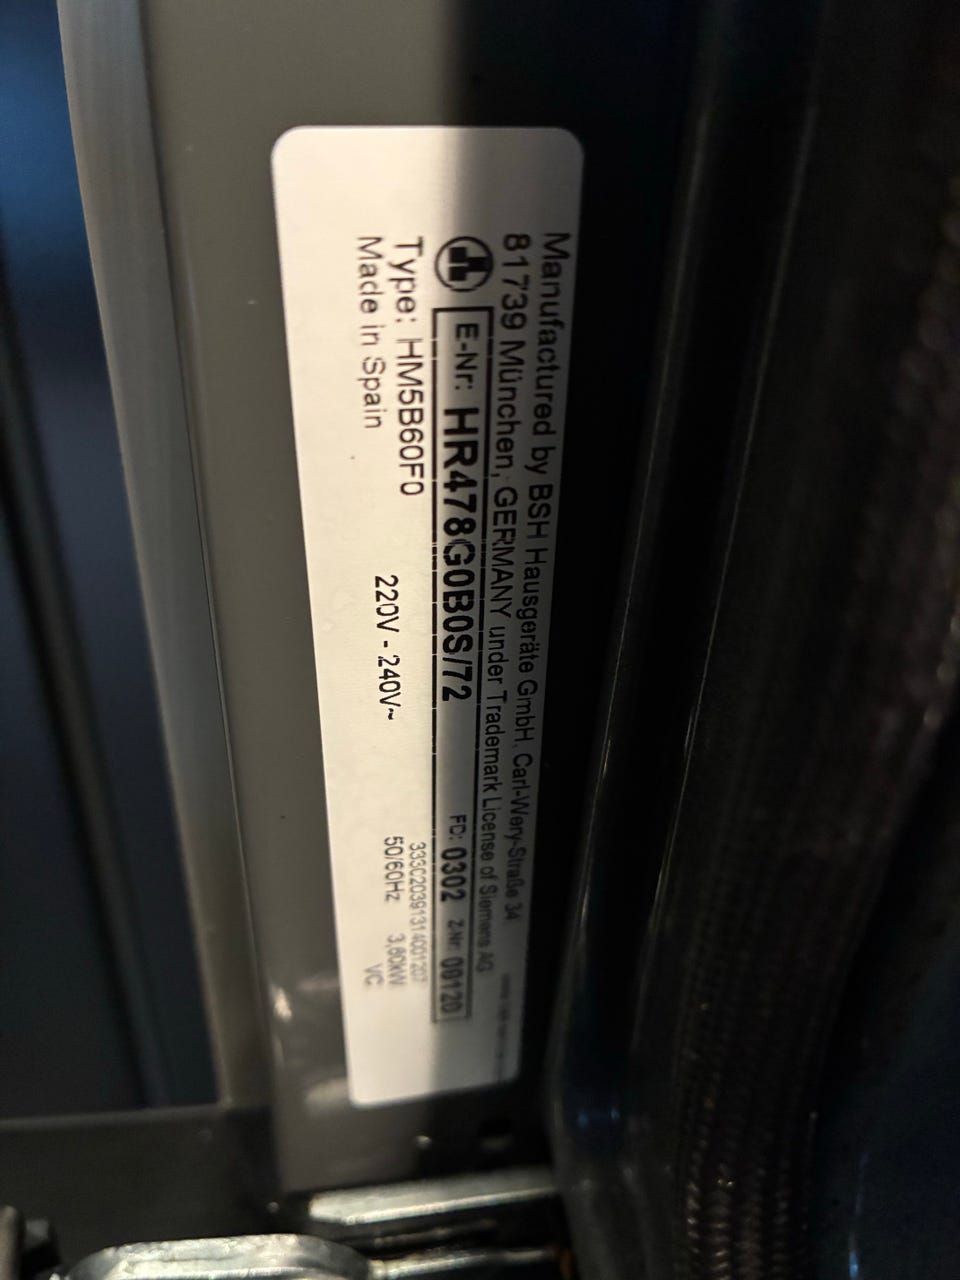 Manufactured by BSH Hausgeräte GmbH, Carl-Wery-Straße 34
81739 München, GERMANY under Trademark License of Siemens AG
E-Nr: HR478G0B0S/72 FD: 0302 Z-Nr: 00120
Type: HM5B60F0
Made in Spain 220V - 240V~ 50/60Hz 3,60kW
VC